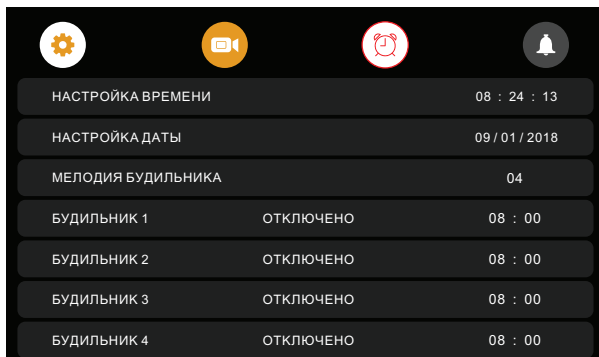 НАСТРОЙКА ВРЕМЕНИ 08 : 24 : 13
НАСТРОЙКА ДАТЫ 09 / 01 / 2018
МЕЛОДИЯ БУДИЛЬНИКА 04
БУДИЛЬНИК 1 ОТКЛЮЧЕНО 08 : 00
БУДИЛЬНИК 2 ОТКЛЮЧЕНО 08 : 00
БУДИЛЬНИК 3 ОТКЛЮЧЕНО 08 : 00
БУДИЛЬНИК 4 ОТКЛЮЧЕНО 08 : 00